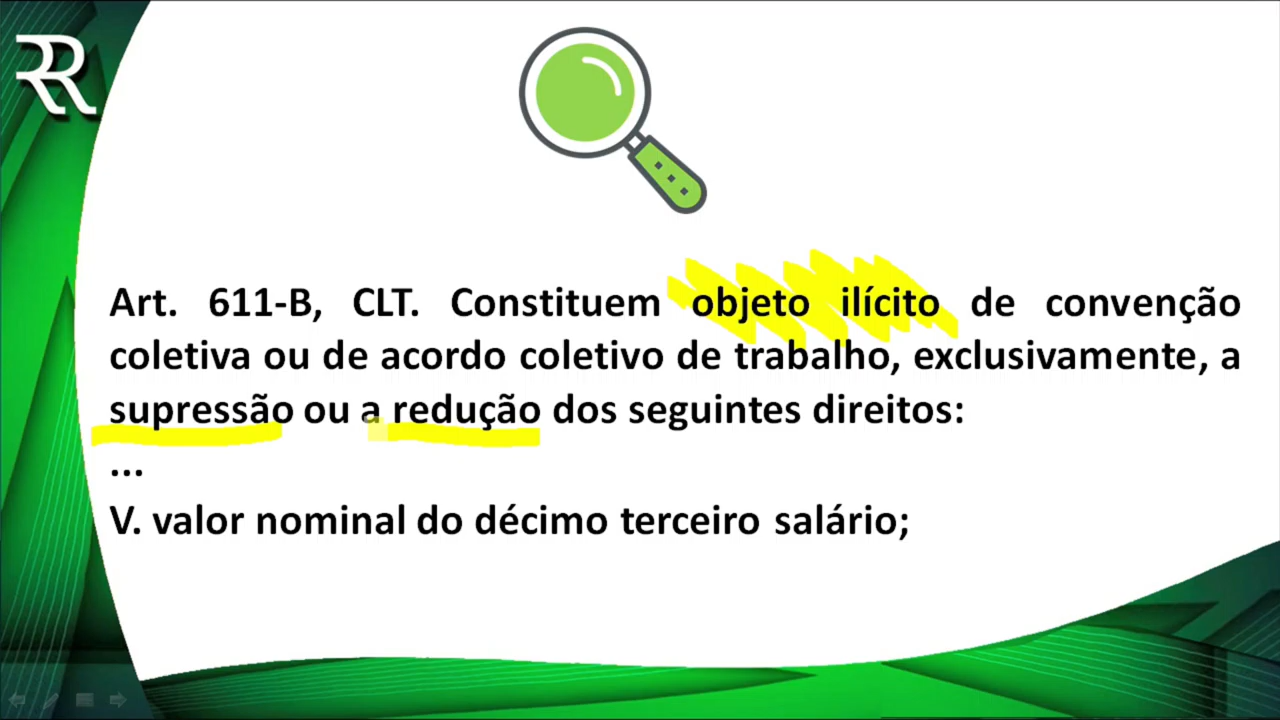 RR
Art. 611-B, CLT. Constituem objeto ilícito de convenção
coletiva ou de acordo coletivo de trabalho, exclusivamente, a
supressão ou a redução dos seguintes direitos:
...
V. valor nominal do décimo terceiro salário;